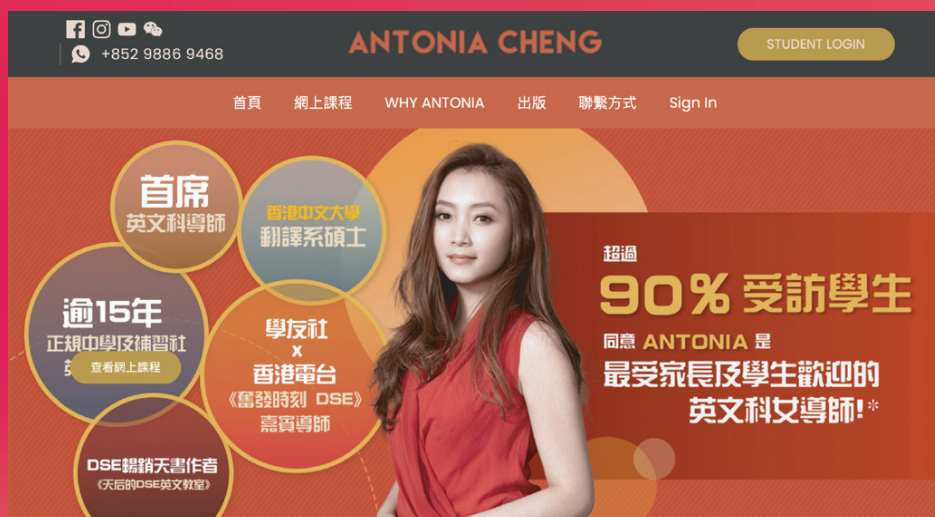 +852 9886 9468
ANTONIA CHENG
STUDENT LOGIN
首頁
網上課程
WHY ANTONIA
出版
聯繫方式
Sign In
首席
英文科導師
香港中文大學
翻譯系碩士
逾15年
正規中學及補習社
查看網上課程
學友社
x
香港電台
《奮發時刻 DSE》
嘉賓導師
DSE暢銷天書作者
《天后的DSE英文教室》
超過
90% 受訪學生
同意 ANTONIA 是
最受家長及學生歡迎的
英文科女導師!*